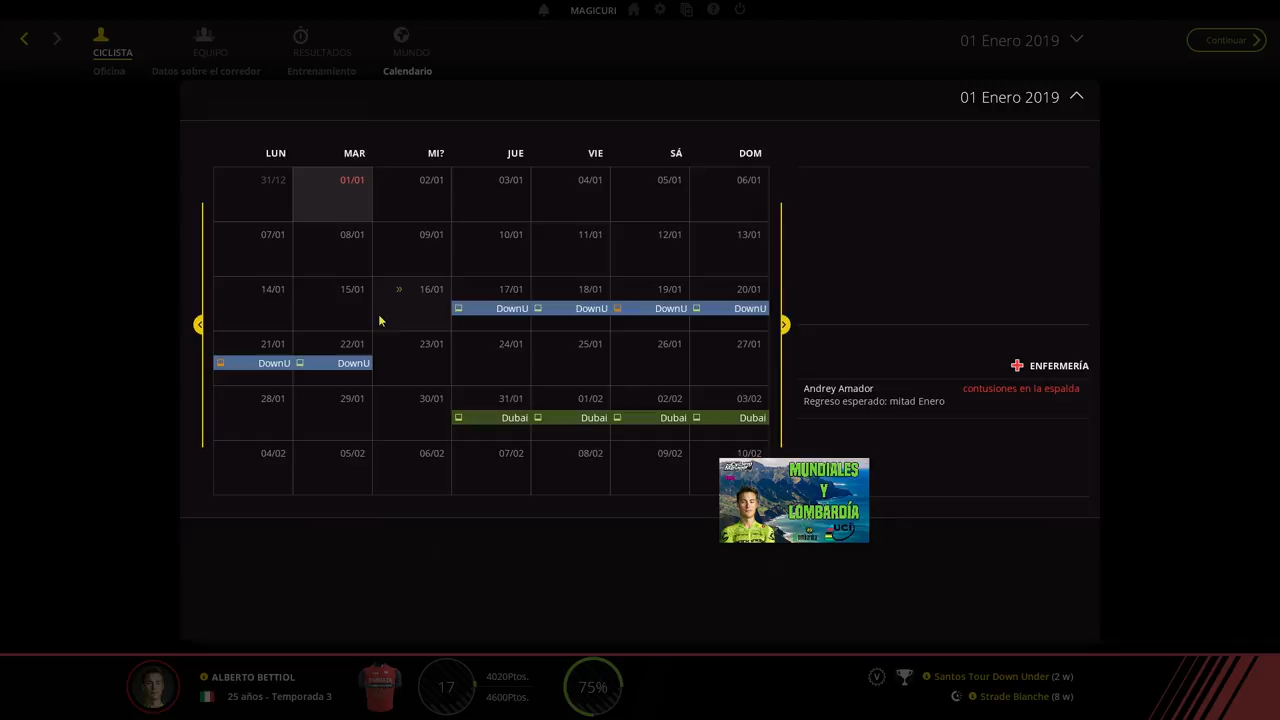 MAGICURI
CICLISTA EQUIPO RESULTADOS MUNDO
01 Enero 2019
Continuar
Oficina Datos sobre el corredor Entrenamiento Calendario
01 Enero 2019
LUN MAR MI? JUE VIE SÁ DOM
31/12 01/01 02/01 03/01 04/01 05/01 06/01
07/01 08/01 09/01 10/01 11/01 12/01 13/01
14/01 15/01 » 16/01 17/01 18/01 19/01 20/01
DownU DownU DownU DownU
21/01 22/01 23/01 24/01 25/01 26/01 27/01
DownU DownU
28/01 29/01 30/01 31/01 01/02 02/02 03/02
Dubai Dubai Dubai Dubai
04/02 05/02 06/02 07/02 08/02 09/02 10/02
ENFERMERÍA
Andrey Amador contusiones en la espalda
Regreso esperado: mitad Enero
MUNDIALES
Y
LOMBARDÍA
uci
ALBERTO BETTIOL
25 años - Temporada 3
17
4020Ptos.
4600Ptos.
75%
V
Santos Tour Down Under (2 w)
Strade Blanche (8 w)